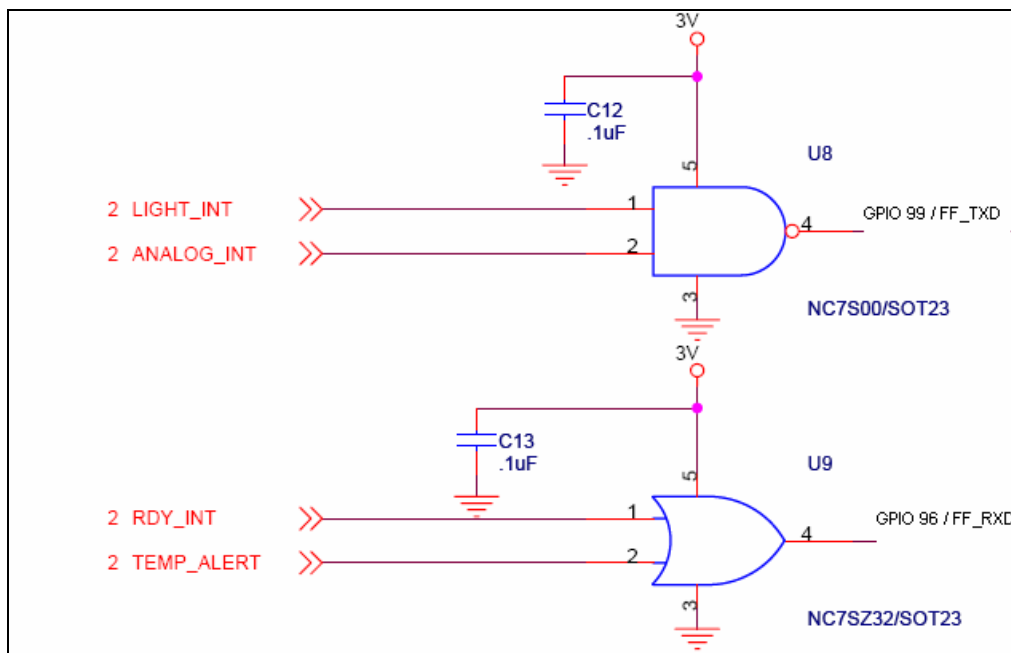 3V
C12
.1uF
5
U8
2 LIGHT_INT
1
4
GPIO 99 / FF_TXD
2 ANALOG_INT
2
3
NC7S00/SOT23
3V
C13
.1uF
5
U9
2 RDY_INT
1
GPIO 96 / FF_RXD
4
2 TEMP_ALERT
2
3
NC7SZ32/SOT23